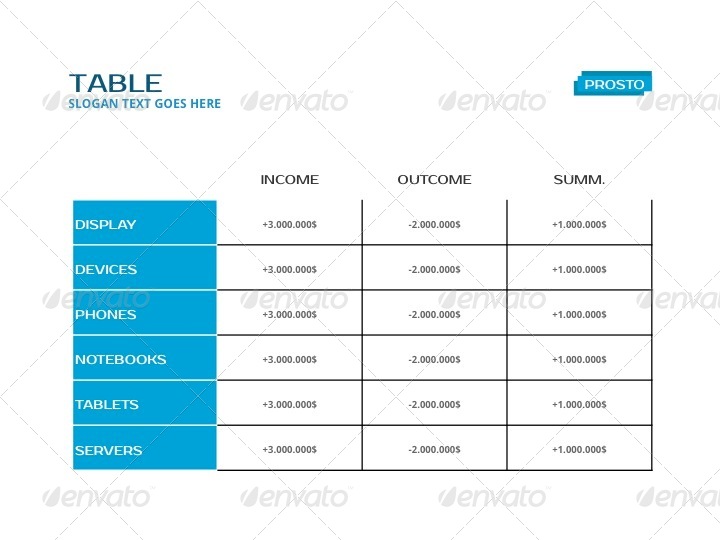 TABLE
SLOGAN TEXT GOES HERE
PROSTO
INCOME OUTCOME SUMM.
DISPLAY +3.000.000$ -2.000.000$ +1.000.000$
DEVICES +3.000.000$ -2.000.000$ +1.000.000$
PHONES +3.000.000$ -2.000.000$ +1.000.000$
NOTEBOOKS +3.000.000$ -2.000.000$ +1.000.000$
TABLETS +3.000.000$ -2.000.000$ +1.000.000$
SERVERS +3.000.000$ -2.000.000$ +1.000.000$
envato envato envato envato
envato envato envato envato
envato envato envato envato